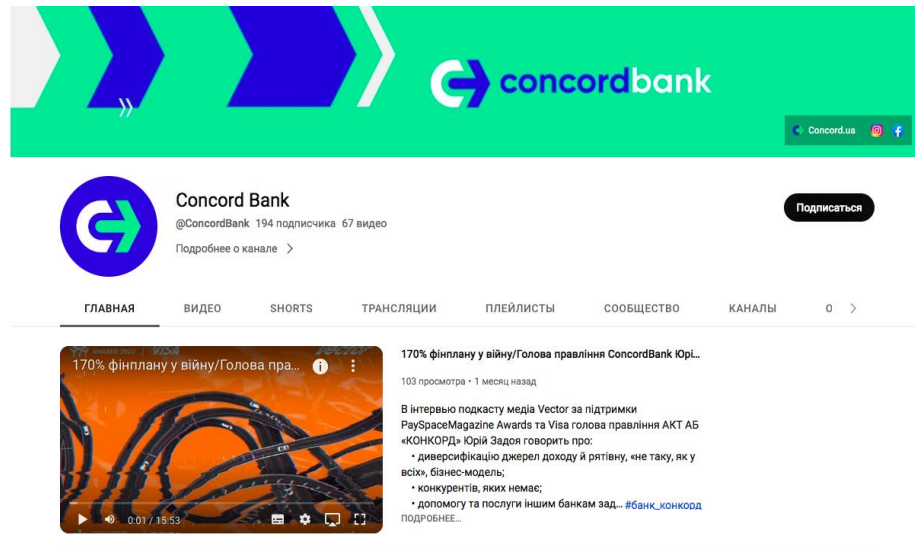 concordbank
Concord.ua
Concord Bank
@ConcordBank 194 подписчика 67 видео
Подробнее о канале
Подписаться
ГЛАВНАЯ ВИДЕО SHORTS ТРАНСЛЯЦИИ ПЛЕЙЛИСТЫ СООБЩЕСТВО КАНАЛЫ О
170% фінплану у війну/Голова пра...
0:01 / 15:53
170% фінплану у війну/Голова правління ConcordBank Юрі...
103 просмотра • 1 месяц назад
В інтервью подкасту медіа Vector за підтримки
PaySpaceMagazine Awards та Visa голова правління АКТ АБ
«КОНКОРД» Юрій Задоя говорить про:
• диверсифікацію джерел доходу й рятівну, «не таку, як у
всіх», бізнес-модель;
• конкурентів, яких немає;
• допомогу та послуги іншим банкам зад... #банк_конкорд
ПОДРОБНЕЕ...